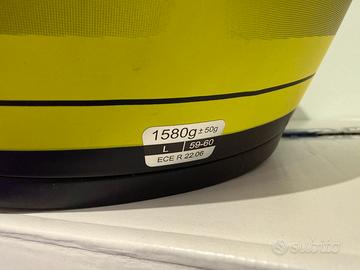 1580g ± 50g
L 59-60
ECE R 22.06
subito